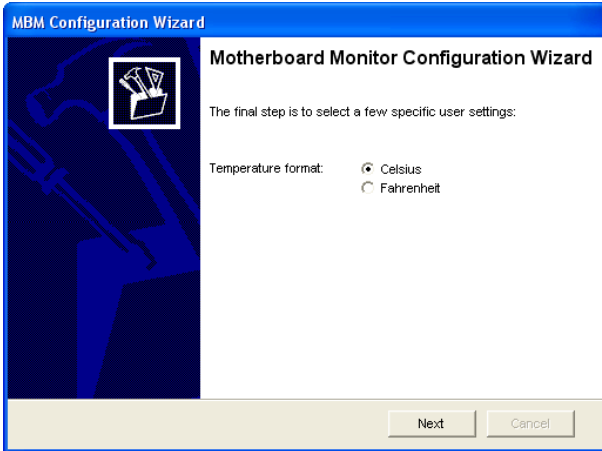 MBM Configuration Wizard
Motherboard Monitor Configuration Wizard
The final step is to select a few specific user settings:
Temperature format:
Celsius
Fahrenheit
Next
Cancel